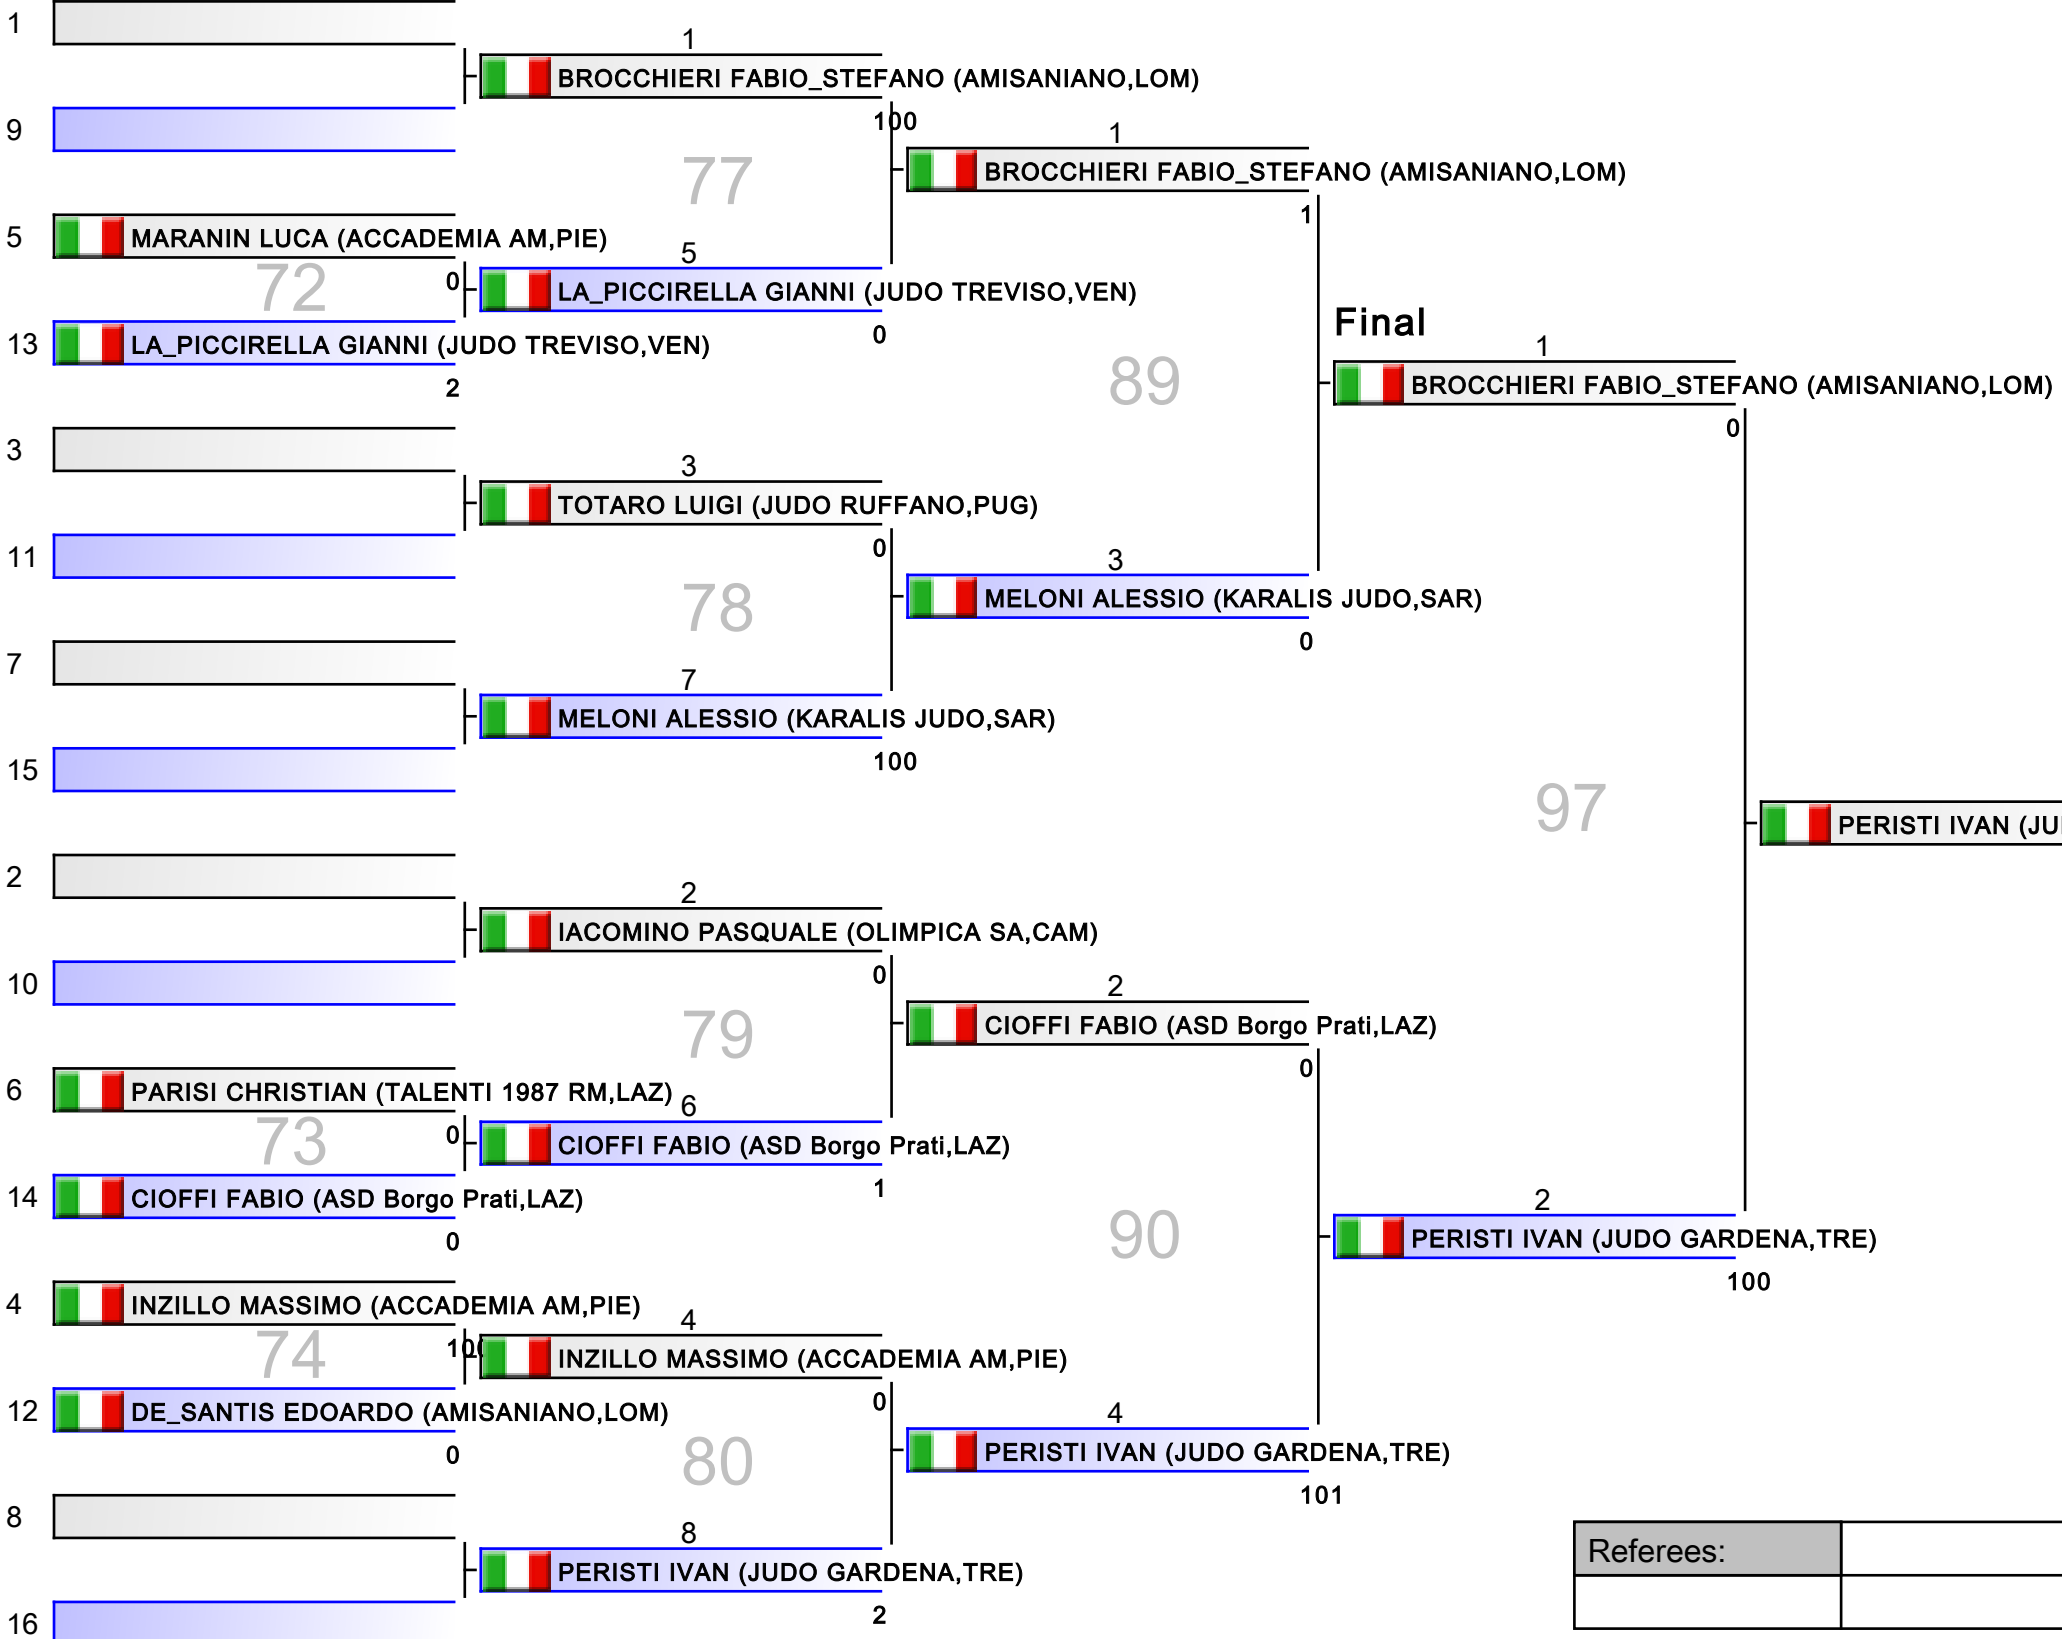 1
1
BROCCHIERI FABIO_STEFANO (AMISANIANO,LOM)
100
9
1
BROCCHIERI FABIO_STEFANO (AMISANIANO,LOM)
77
1
5
MARANIN LUCA (ACCADEMIA AM,PIE)
0
5
LA_PICCIRELLA GIANNI (JUDO TREVISO,VEN)
0
72
13
LA_PICCIRELLA GIANNI (JUDO TREVISO,VEN)
2
Final
1
BROCCHIERI FABIO_STEFANO (AMISANIANO,LOM)
0
89
3
3
TOTARO LUIGI (JUDO RUFFANO,PUG)
0
11
3
MELONI ALESSIO (KARALIS JUDO,SAR)
0
78
7
7
MELONI ALESSIO (KARALIS JUDO,SAR)
100
15
97
PERISTI IVAN
2
2
IACOMINO PASQUALE (OLIMPICA SA,CAM)
0
10
2
CIOFFI FABIO (ASD Borgo Prati,LAZ)
0
79
6
PARISI CHRISTIAN (TALENTI 1987 RM,LAZ)
0
6
CIOFFI FABIO (ASD Borgo Prati,LAZ)
1
73
14
CIOFFI FABIO (ASD Borgo Prati,LAZ)
0
90
2
PERISTI IVAN (JUDO GARDENA,TRE)
100
4
INZILLO MASSIMO (ACCADEMIA AM,PIE)
4
INZILLO MASSIMO (ACCADEMIA AM,PIE)
0
74
12
DE_SANTIS EDOARDO (AMISANIANO,LOM)
0
4
PERISTI IVAN (JUDO GARDENA,TRE)
101
80
8
8
PERISTI IVAN (JUDO GARDENA,TRE)
2
16
Referees: